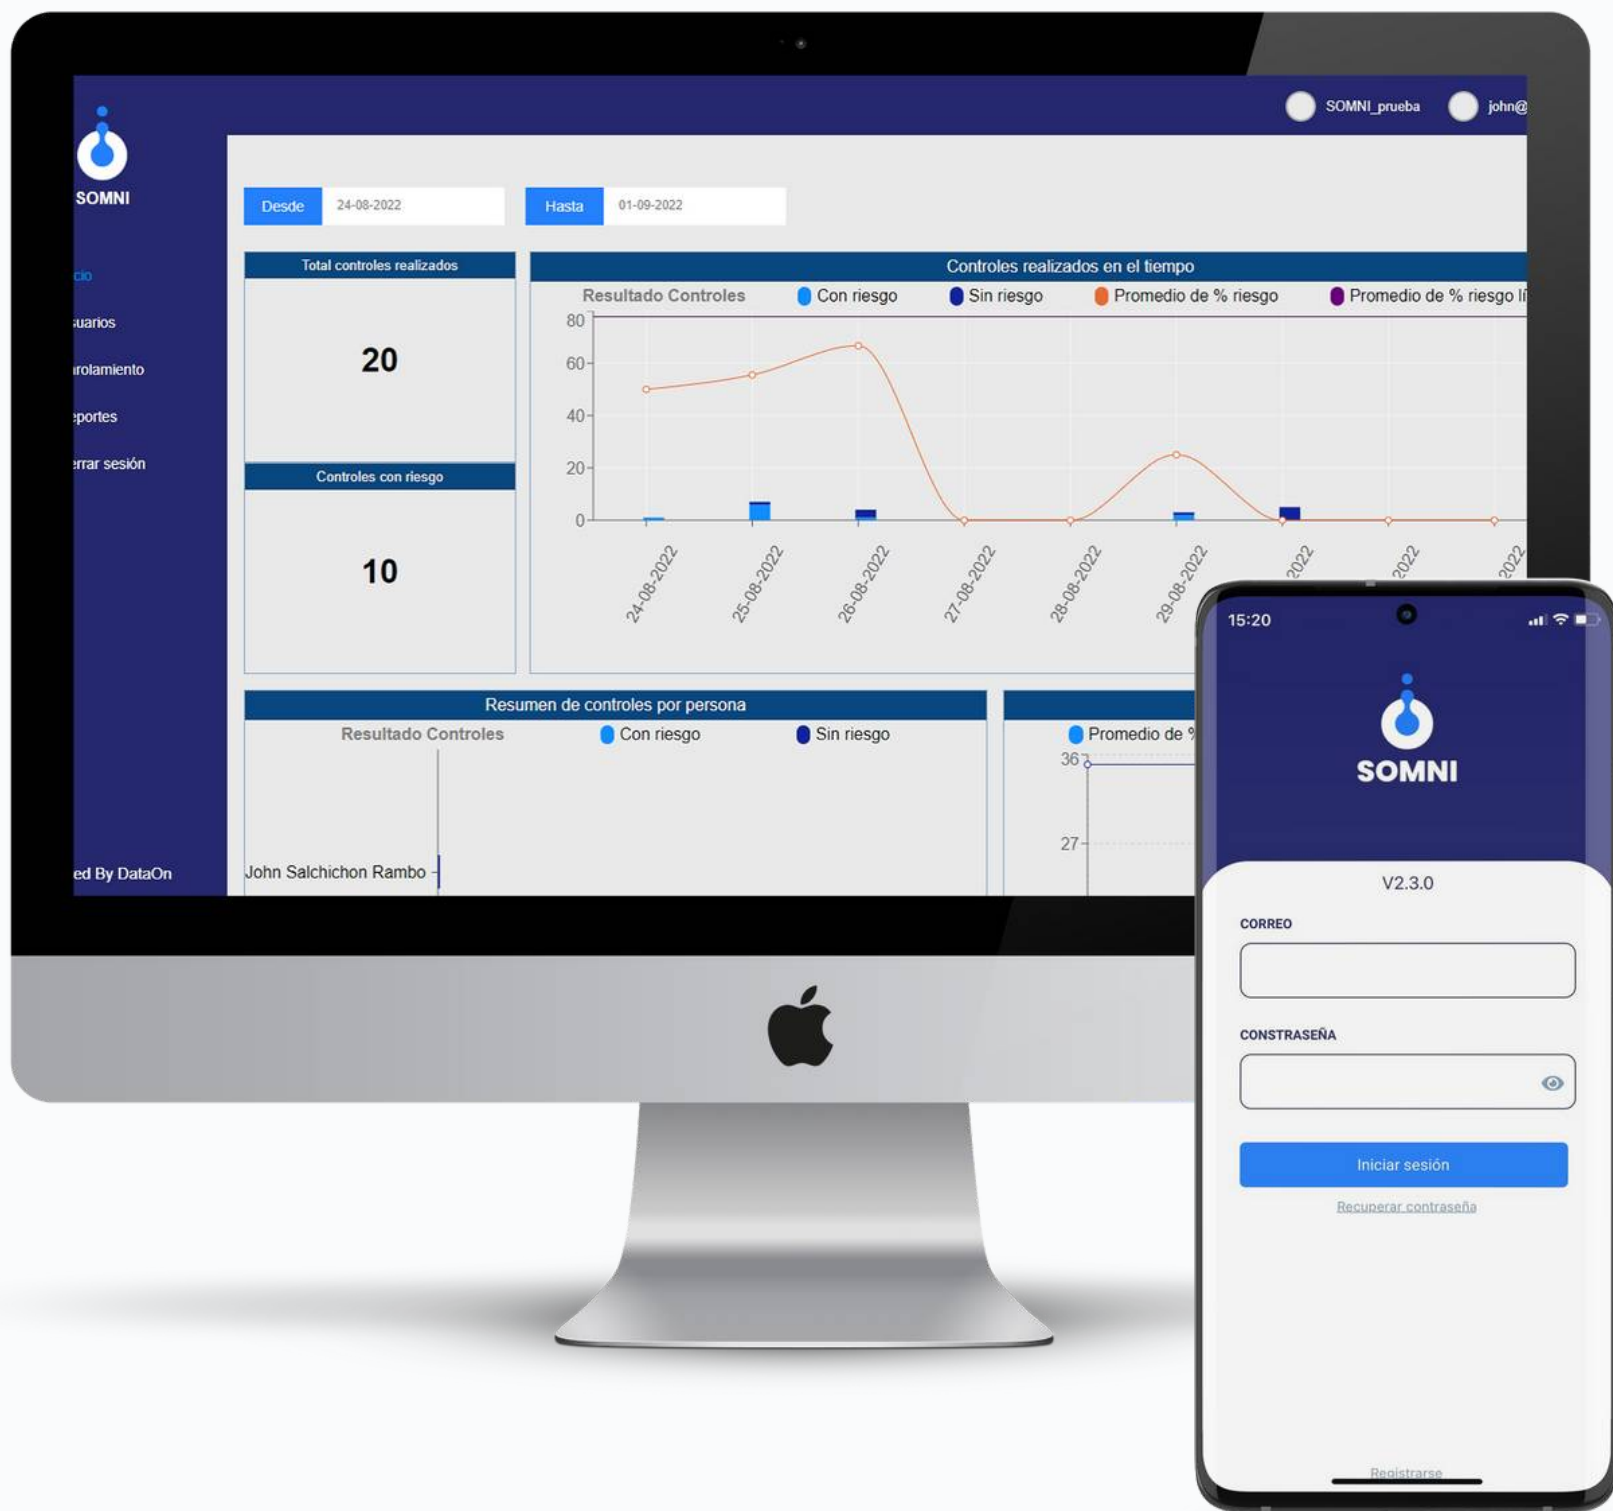 SOMNI_prueba john@
SOMNI
Desde 24-08-2022 Hasta 01-09-2022
cio
suarios
irolamiento
eportes
errar sesión
ed By DataOn
Total controles realizados
20
Controles con riesgo
10
Controles realizados en el tiempo
Resultado Controles Con riesgo Sin riesgo Promedio de % riesgo Promedio de % riesgo lí
80
60
40
20
0
24-08-2022 25-08-2022 26-08-2022 27-08-2022 28-08-2022 29-08-2022 2022 2022 2022
Resumen de controles por persona
Resultado Controles Con riesgo Sin riesgo
John Salchichon Rambo
Promedio de %
36
27
15:20
SOMNI
V2.3.0
CORREO
CONSTRASEÑA
Iniciar sesión
Recuperar contraseña
Registrarse